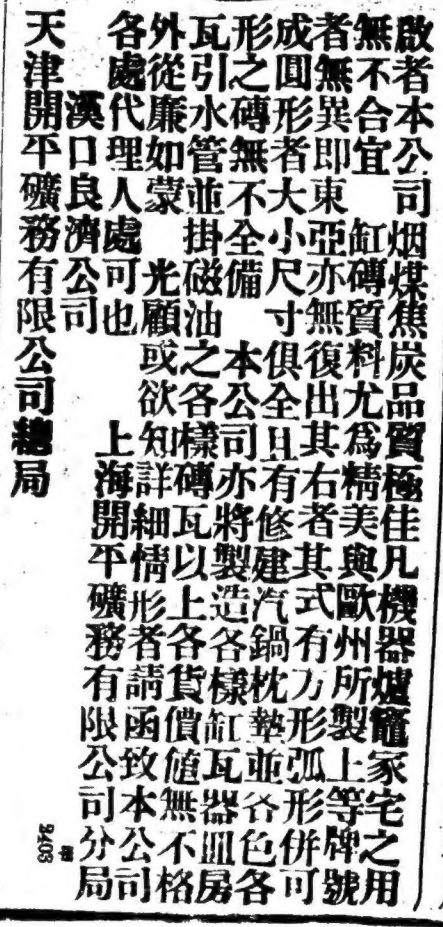 啟者本公司烟煤焦炭品質極佳凡機器爐竈家宅之用
無不合宜　缸磚質料尤爲精美與歐州所製上等牌號
者無異即東亞亦無復出其右者其式有方形弧形併可
成圓形者大小尺寸俱全且有修建汽鍋枕墊並各色各
形之磚無不全備　本公司亦將製造各樣缸瓦器皿房
瓦引水管並掛磁油之各樣磚瓦以上各貨價值無不格
外從廉如蒙　光顧或欲知詳細情形者請函致本公司
各處代理人處可也　上海開平礦務有限公司分局
漢口良濟公司
天津開平礦務有限公司總局